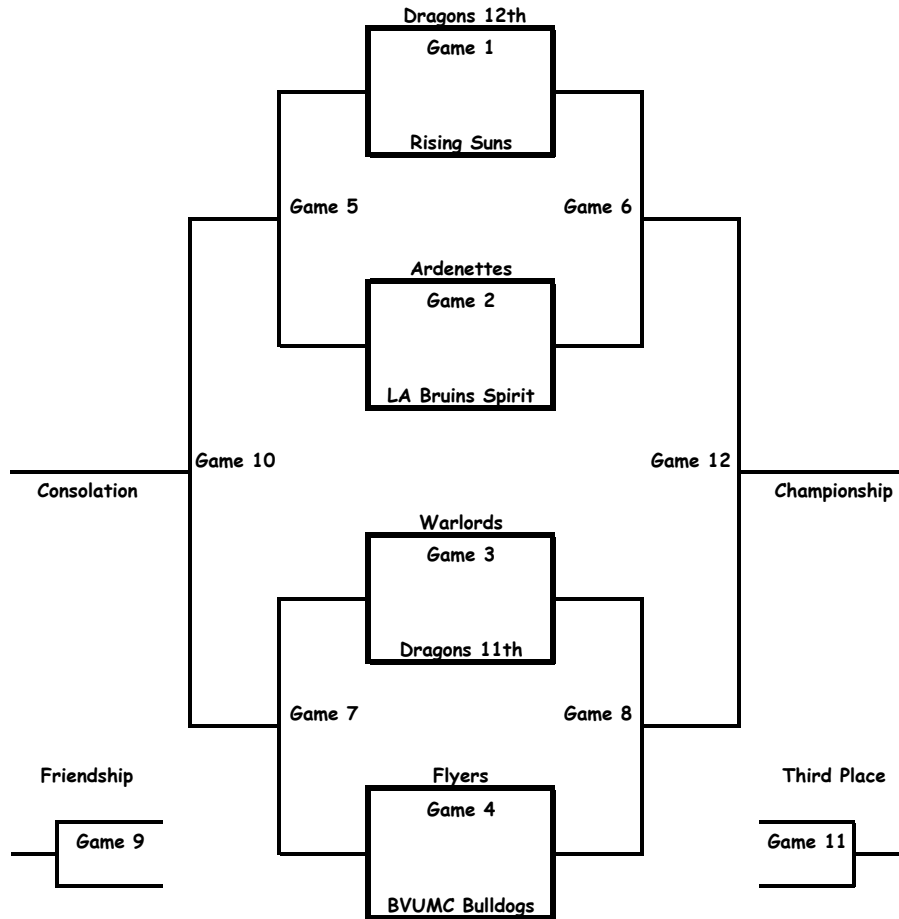 Dragons 12th
Game 1
Rising Suns
Game 5
Game 6
Ardenettes
Game 2
LA Bruins Spirit
Game 10
Game 12
Consolation
Championship
Warlords
Game 3
Dragons 11th
Game 7
Game 8
Friendship
Flyers
Third Place
Game 4
Game 9
Game 11
BVUMC Bulldogs